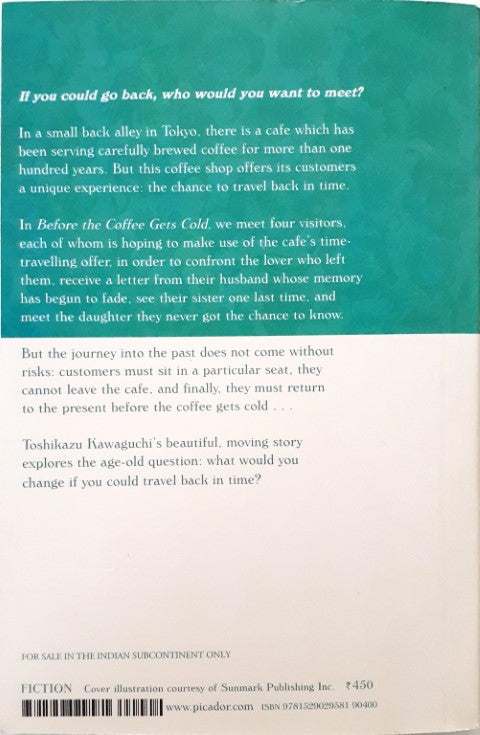 If you could go back, who would you want to meet?
In a small back alley in Tokyo, there is a cafe which has
been serving carefully brewed coffee for more than one
hundred years. But this coffee shop offers its customers
a unique experience: the chance to travel back in time.
In Before the Coffee Gets Cold, we meet four visitors,
each of whom is hoping to make use of the cafe's time-
travelling offer, in order to confront the lover who left
them, receive a letter from their husband whose memory
has begun to fade, see their sister one last time, and
meet the daughter they never got the chance to know.
But the journey into the past does not come without
risks: customers must sit in a particular seat, they
cannot leave the cafe, and finally, they must return
to the present before the coffee gets cold . . .
Toshikazu Kawaguchi's beautiful, moving story
explores the age-old question: what would you
change if you could travel back in time?
FOR SALE IN THE INDIAN SUBCONTINENT ONLY
FICTION Cover illustration courtesy of Sunmark Publishing Inc. ₹450
www.picador.com ISBN 9781529029581 90400